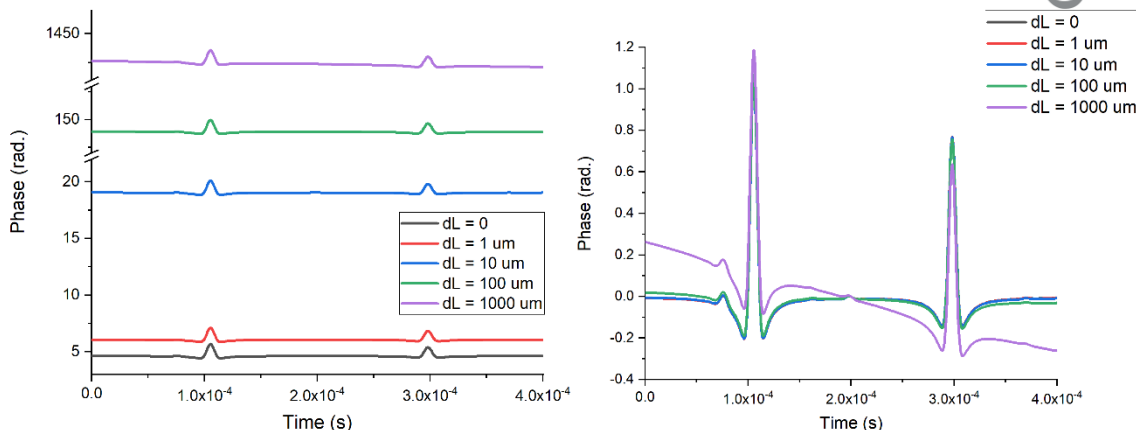 1450
150
20
15
10
5
Phase (rad.)
dL = 0
dL = 1 um
dL = 10 um
dL = 100 um
dL = 1000 um
0.0
1.0x10⁻⁴
2.0x10⁻⁴
3.0x10⁻⁴
4.0x10⁻⁴
Time (s)
dL = 0
dL = 1 um
dL = 10 um
dL = 100 um
dL = 1000 um
1.2
1.0
0.8
0.6
0.4
0.2
0.0
-0.2
-0.4
Phase (rad.)
0.0
1.0x10⁻⁴
2.0x10⁻⁴
3.0x10⁻⁴
4.0x10⁻⁴
Time (s)